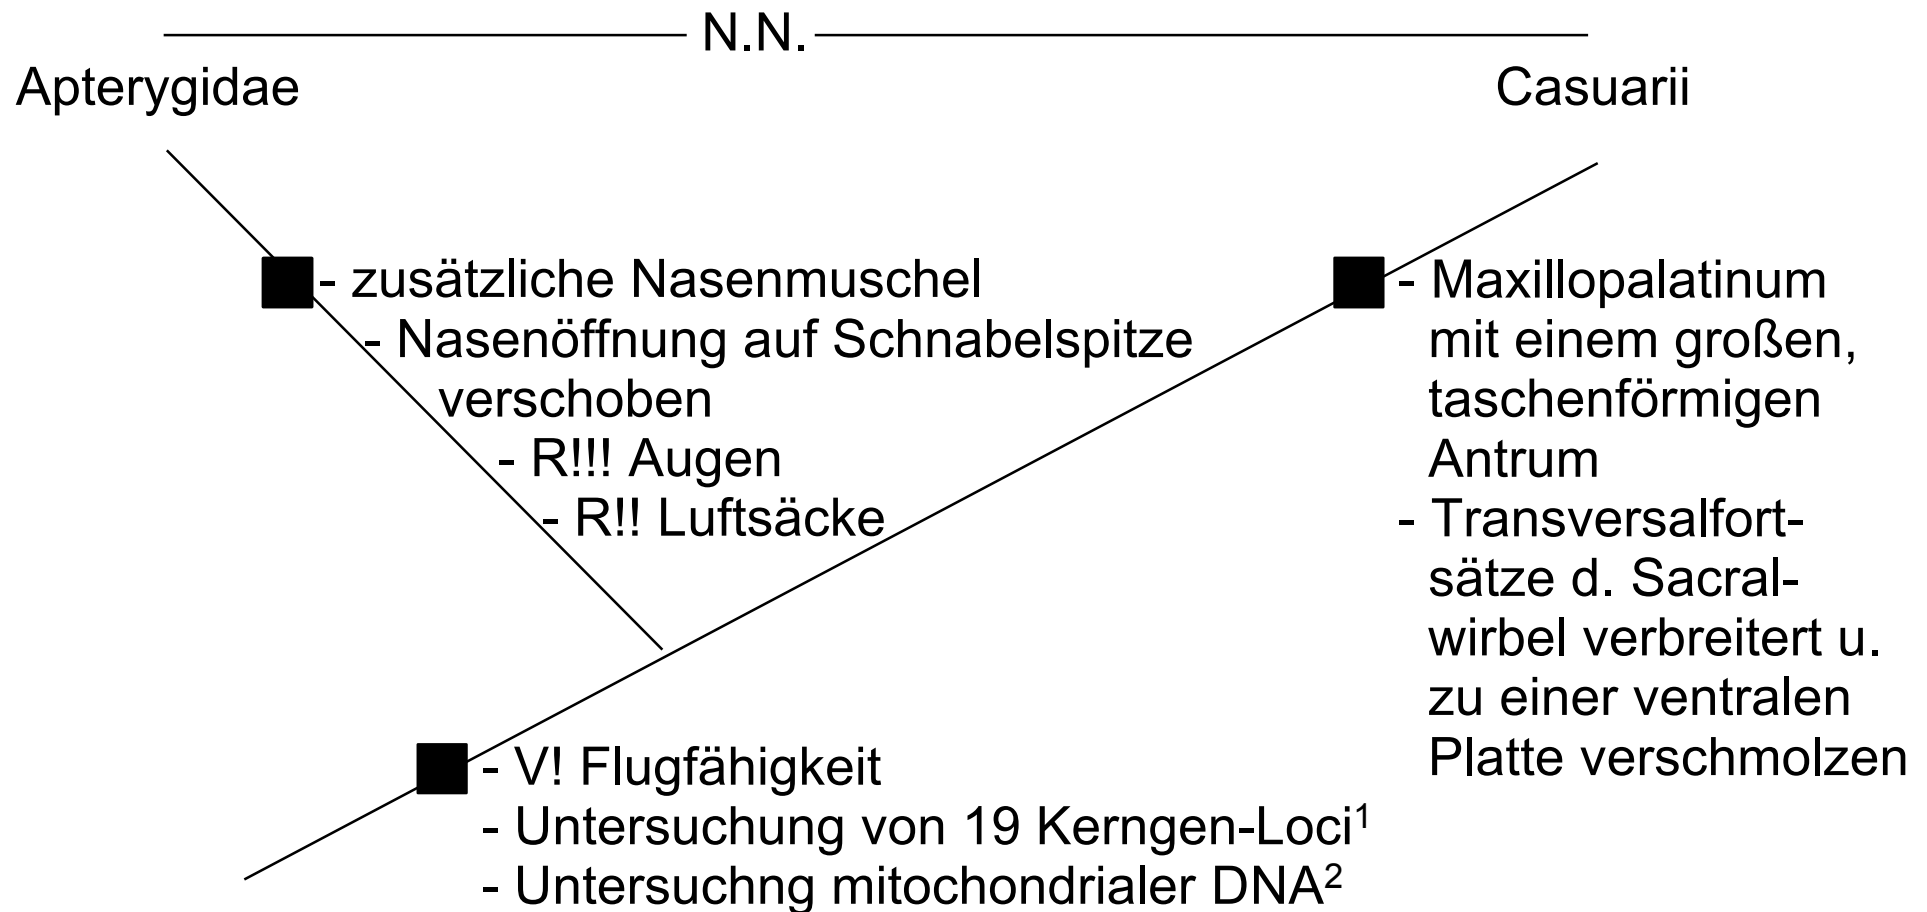 N.N.
Apterygidae
Casuarii
- zusätzliche Nasenmuschel
- Nasenöffnung auf Schnabelspitze
verschoben
- R!!! Augen
- R!! Luftsäcke
- Maxillopalatinum
mit einem großen,
taschenförmigen
Antrum
- Transversalfort-
sätze d. Sacral-
wirbel verbreitert u.
zu einer ventralen
Platte verschmolzen
- V! Flugfähigkeit
- Untersuchung von 19 Kerngen-Loci¹
- Untersuchng mitochondrialer DNA²